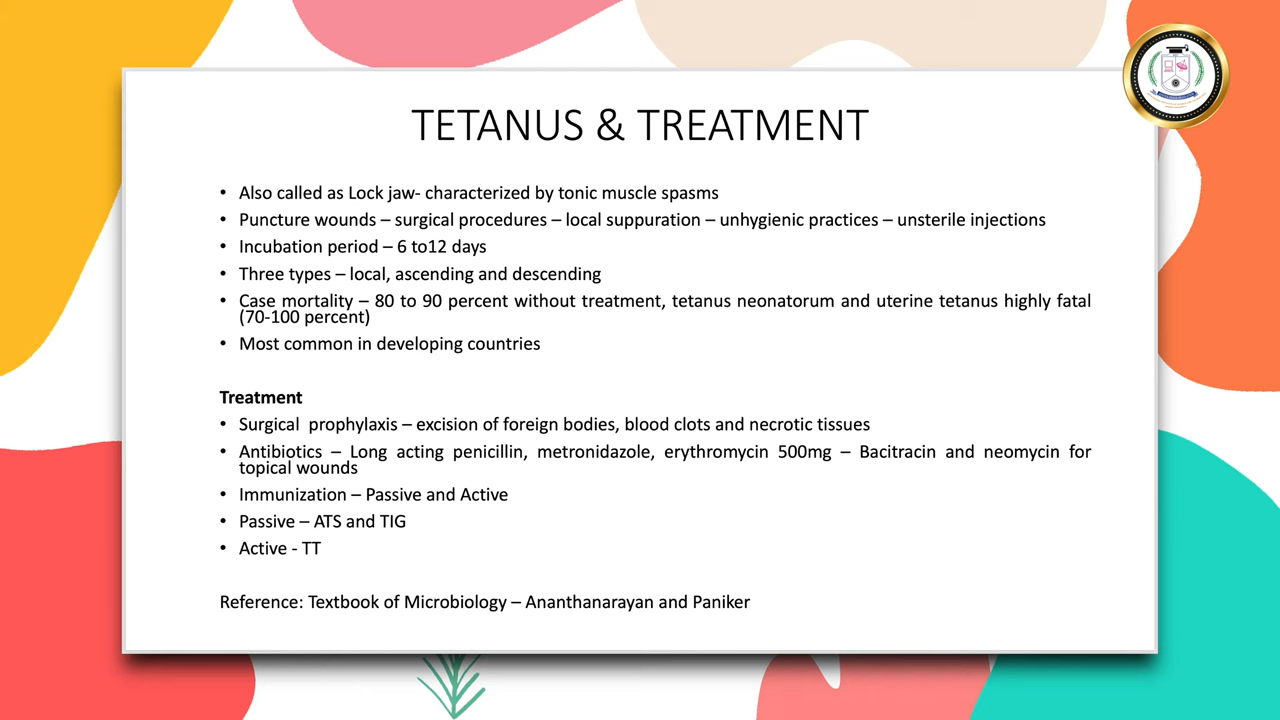 TETANUS & TREATMENT
• Also called as Lock jaw- characterized by tonic muscle spasms
• Puncture wounds – surgical procedures – local suppuration – unhygienic practices – unsterile injections
• Incubation period – 6 to12 days
• Three types – local, ascending and descending
• Case mortality – 80 to 90 percent without treatment, tetanus neonatorum and uterine tetanus highly fatal
(70-100 percent)
• Most common in developing countries
Treatment
• Surgical  prophylaxis – excision of foreign bodies, blood clots and necrotic tissues
• Antibiotics – Long acting penicillin, metronidazole, erythromycin 500mg – Bacitracin and neomycin for
topical wounds
• Immunization – Passive and Active
• Passive – ATS and TIG
• Active - TT
Reference: Textbook of Microbiology – Ananthanarayan and Paniker